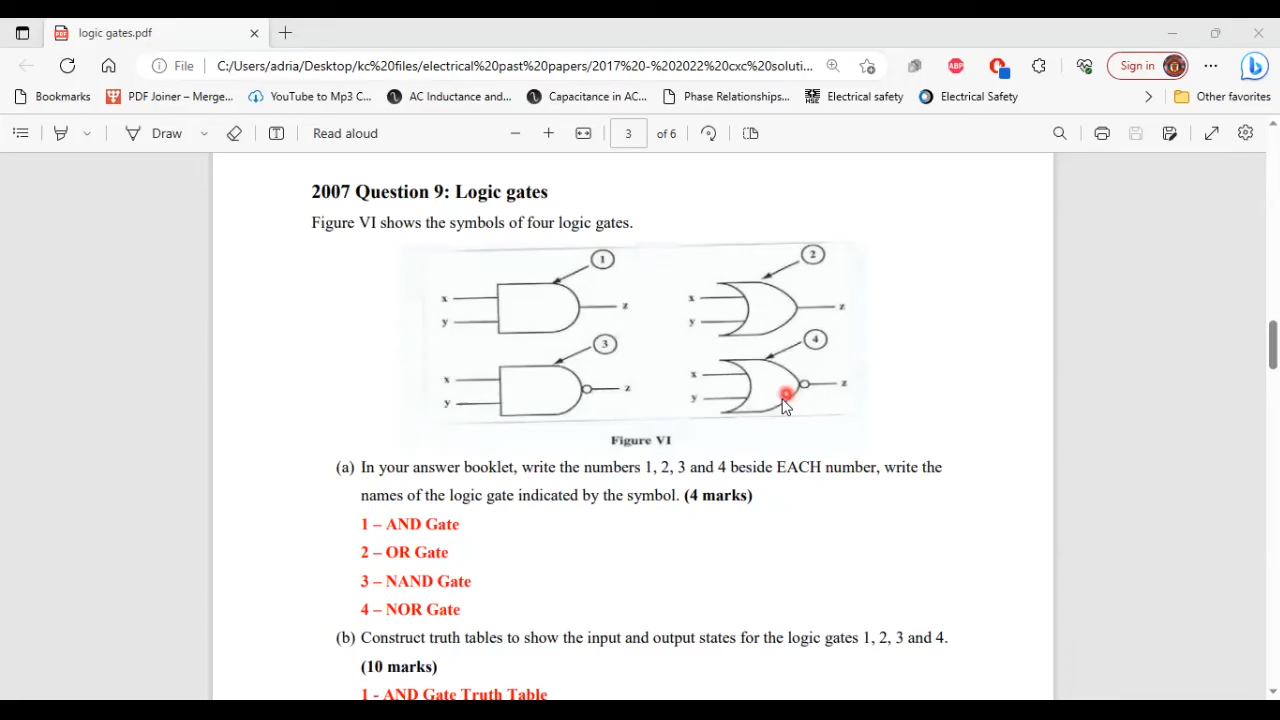 logic gates.pdf
File
C:/Users/adria/Desktop/kc%20files/electrical%20past%20papers/2017%20-%202022%20cxc%20soluti...
ABP
Sign in
Bookmarks
PDF Joiner – Merge...
YouTube to Mp3 C...
AC Inductance and...
Capacitance in AC...
Phase Relationships...
Electrical safety
Electrical Safety
Other favorites
Draw
Read aloud
3
of 6
2007 Question 9: Logic gates
Figure VI shows the symbols of four logic gates.
1
x
y
z
2
x
y
z
3
x
y
z
4
x
y
z
Figure VI
(a) In your answer booklet, write the numbers 1, 2, 3 and 4 beside EACH number, write the
names of the logic gate indicated by the symbol. (4 marks)
1 – AND Gate
2 – OR Gate
3 – NAND Gate
4 – NOR Gate
(b) Construct truth tables to show the input and output states for the logic gates 1, 2, 3 and 4.
(10 marks)
1 - AND Gate Truth Table